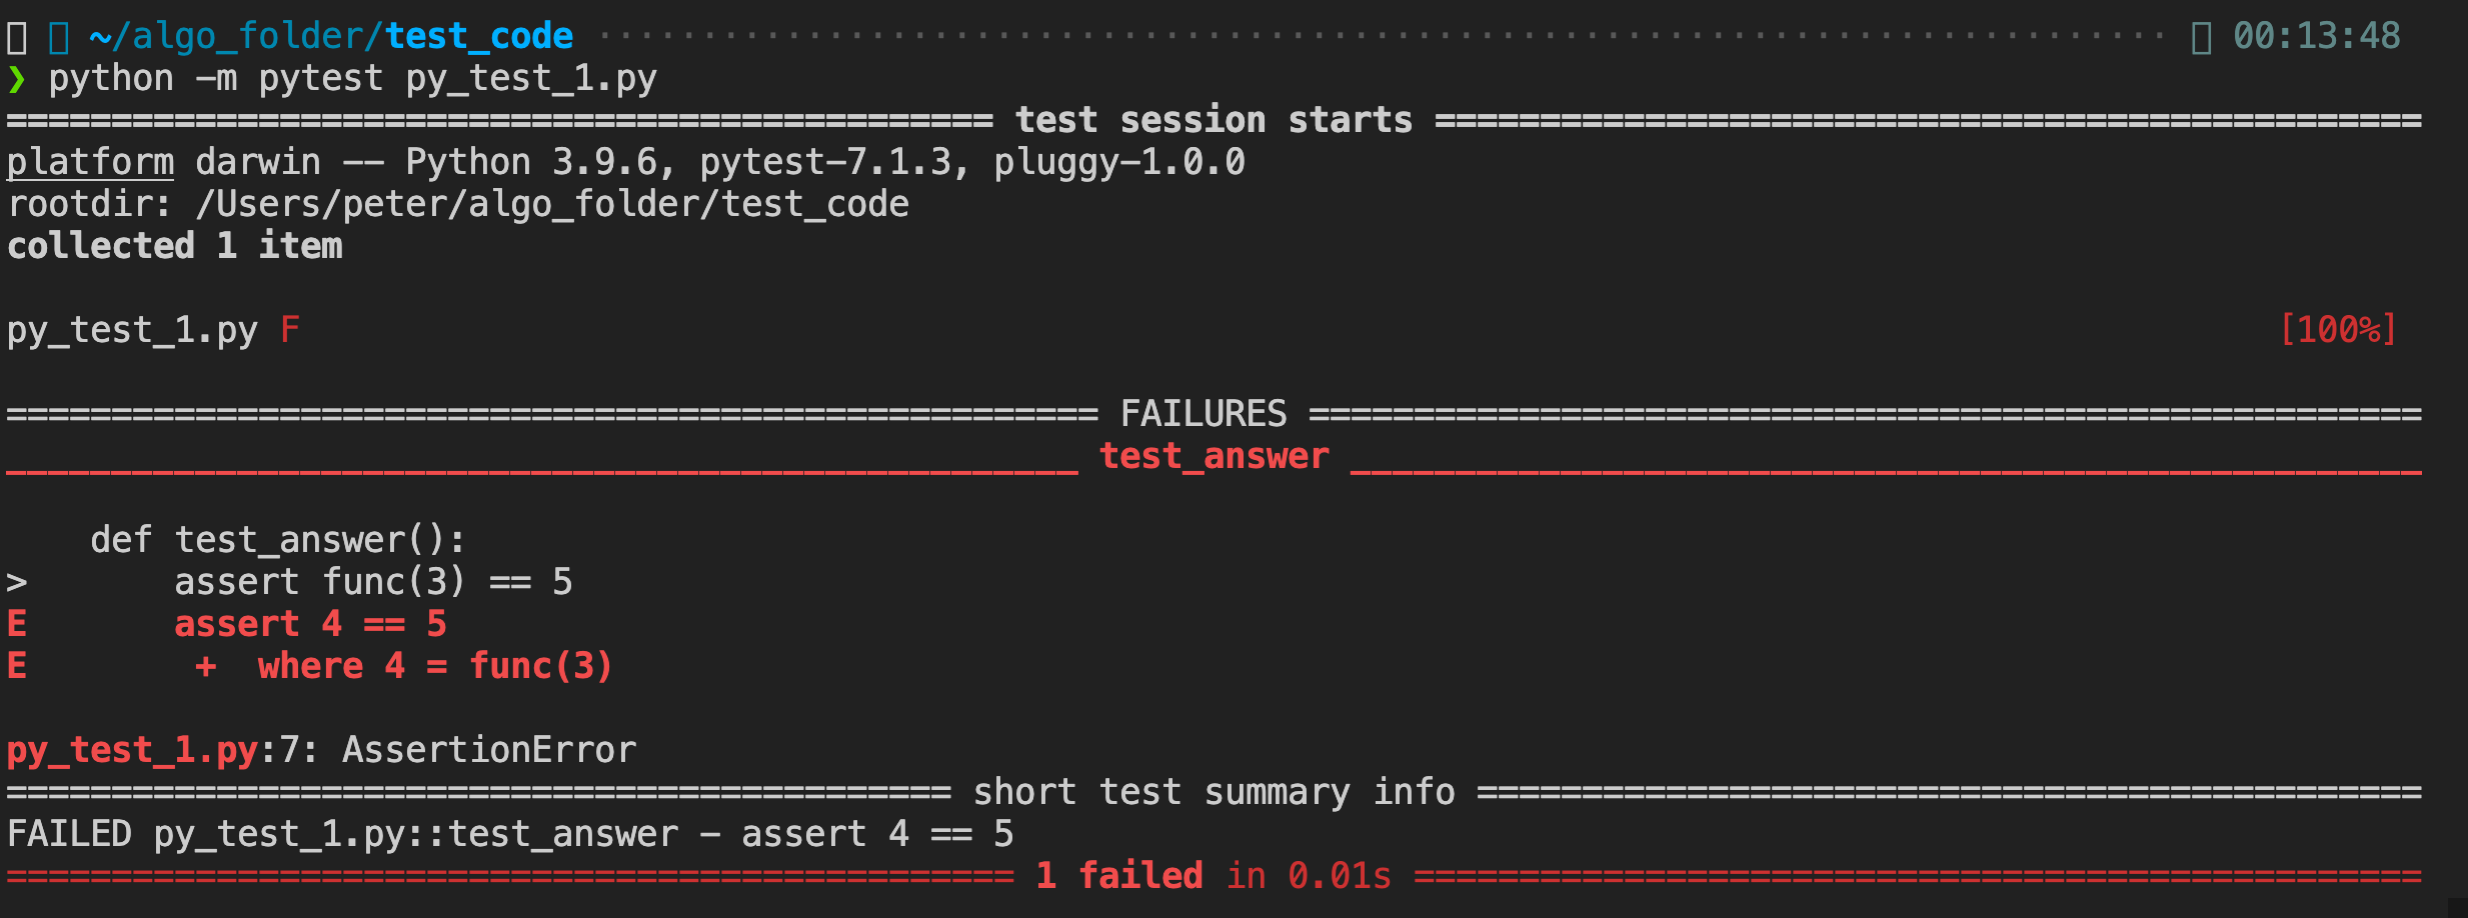 ~/algo_folder/test_code ··········································································· 00:13:48
❯ python -m pytest py_test_1.py
=============================================== test session starts ===============================================
platform darwin -- Python 3.9.6, pytest-7.1.3, pluggy-1.0.0
rootdir: /Users/peter/algo_folder/test_code
collected 1 item

py_test_1.py F [100%]

==================================================== FAILURES =====================================================
___________________________________________________ test_answer ___________________________________________________

    def test_answer():
>       assert func(3) == 5
E       assert 4 == 5
E        +  where 4 = func(3)

py_test_1.py:7: AssertionError
============================================= short test summary info =============================================
FAILED py_test_1.py::test_answer - assert 4 == 5
================================================ 1 failed in 0.01s ================================================